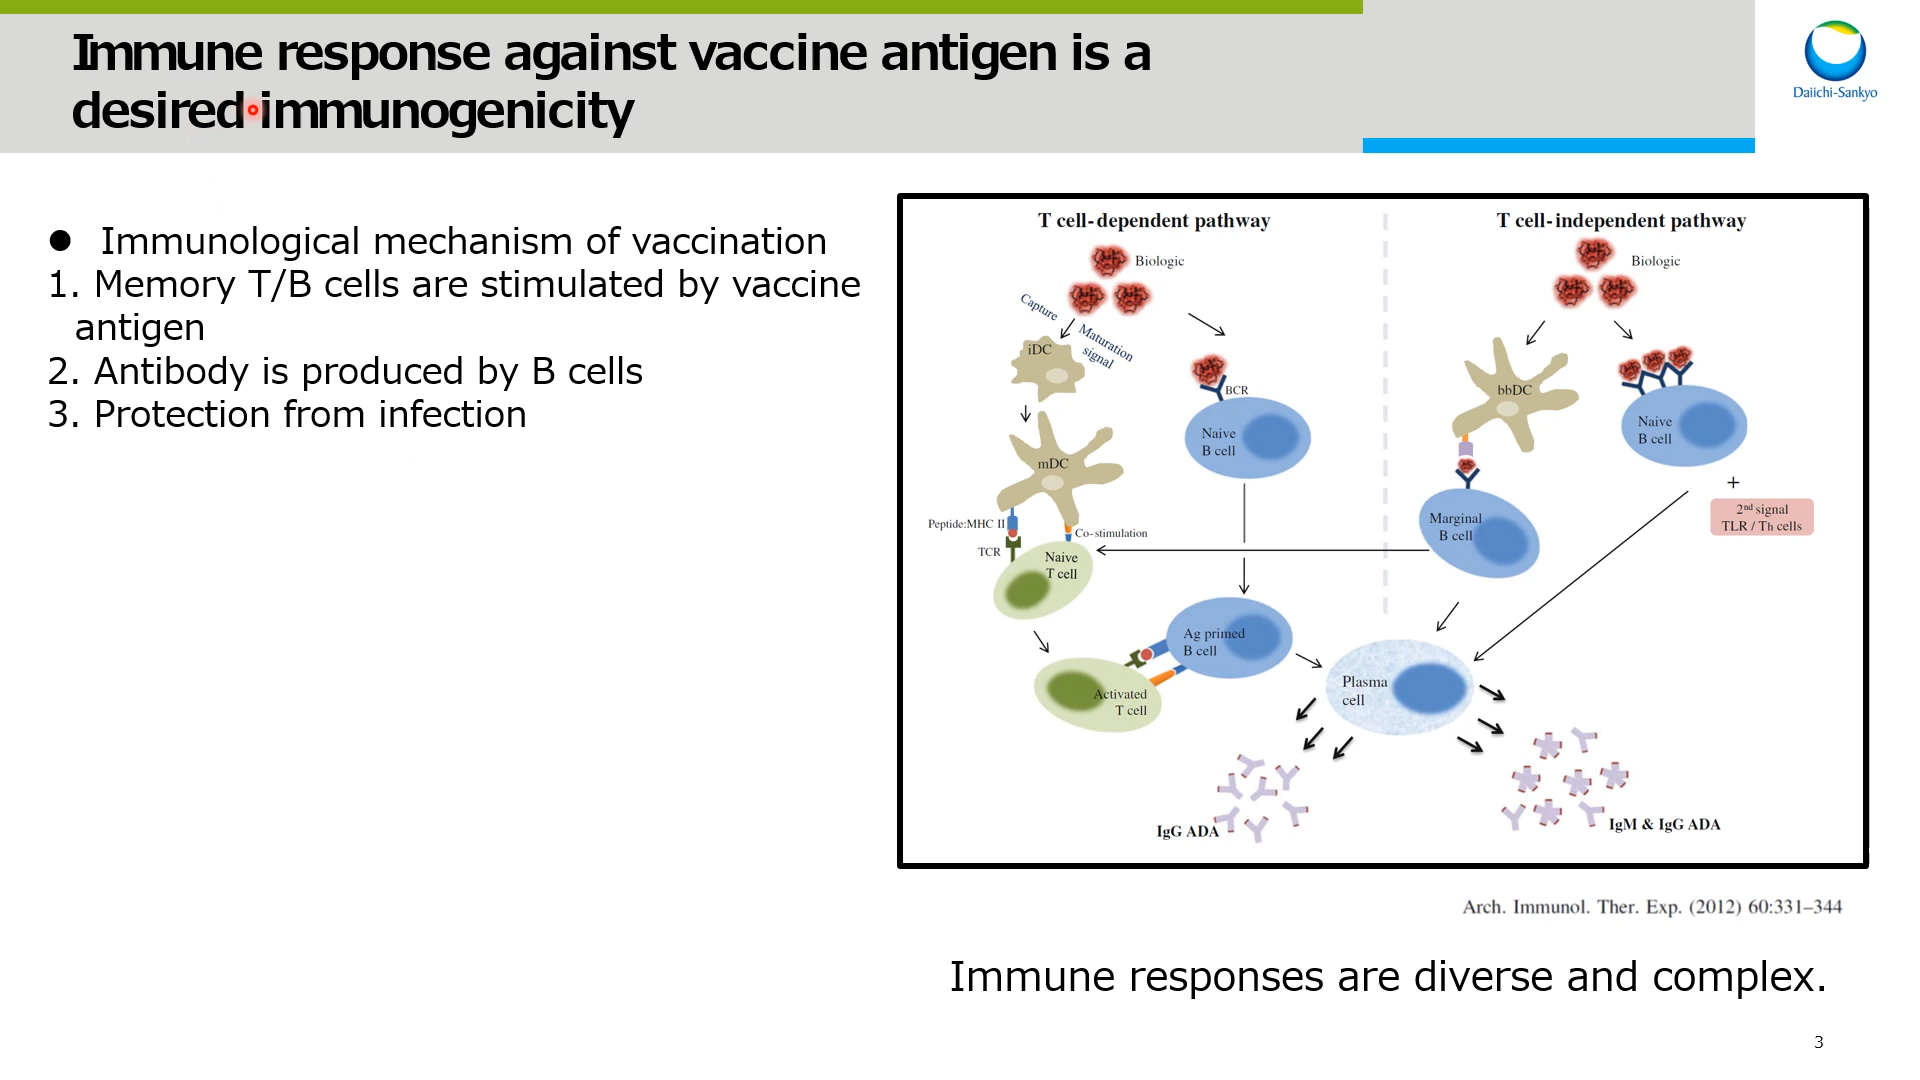 Immune response against vaccine antigen is a
desired immunogenicity
Daiichi-Sankyo
● Immunological mechanism of vaccination
1. Memory T/B cells are stimulated by vaccine
antigen
2. Antibody is produced by B cells
3. Protection from infection
T cell-dependent pathway
Biologic
Capture
Maturation
signal
iDC
BCR
Naive
B cell
mDC
Peptide:MHC II
Co-stimulation
TCR
Naive
T cell
Ag primed
B cell
Activated
T cell
T cell-independent pathway
Biologic
bbDC
Naive
B cell
+
2nd signal
TLR / Th cells
Marginal
B cell
Plasma
cell
IgG ADA
IgM & IgG ADA
Arch. Immunol. Ther. Exp. (2012) 60:331–344
Immune responses are diverse and complex.
3